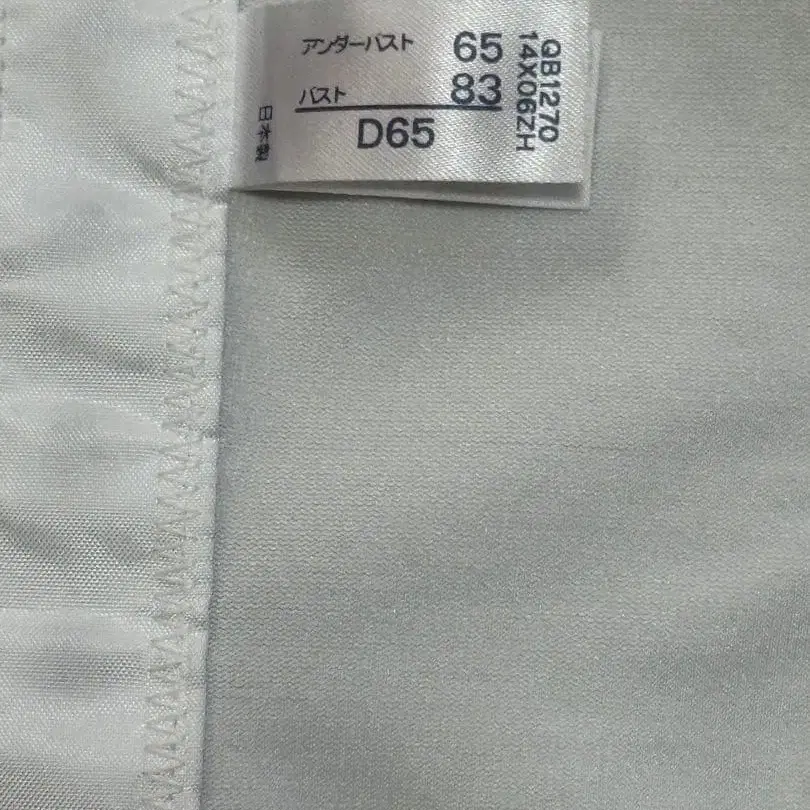 アンダーバスト 65
バスト 83
D65
日本製
QB1270
14X06ZH